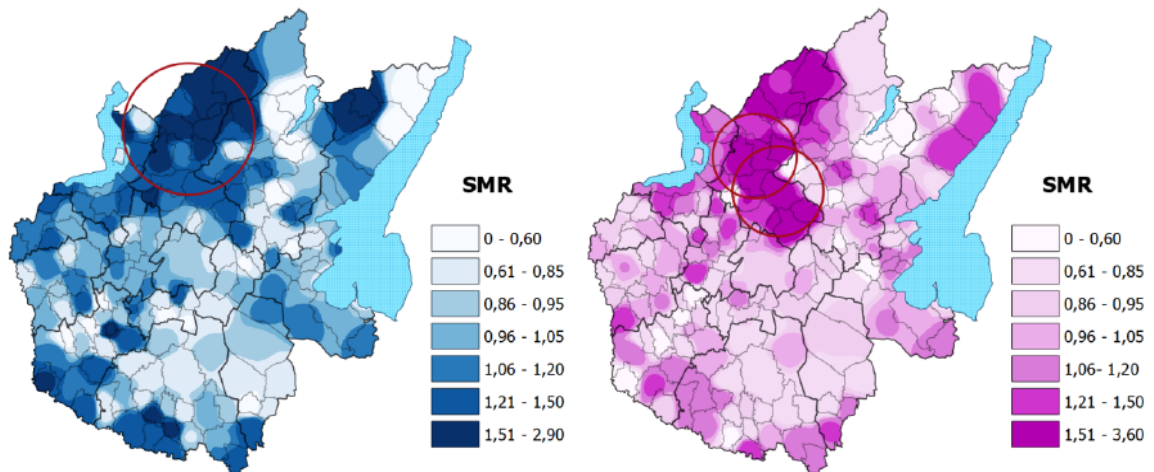 SMR
0 - 0,60
0,61 - 0,85
0,86 - 0,95
0,96 - 1,05
1,06 - 1,20
1,21 - 1,50
1,51 - 2,90
SMR
0 - 0,60
0,61 - 0,85
0,86 - 0,95
0,96 - 1,05
1,06- 1,20
1,21 - 1,50
1,51 - 3,60